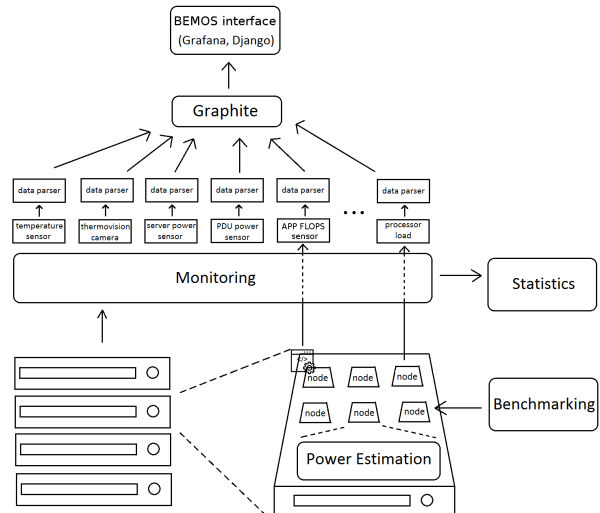 BEMOS interface
(Grafana, Django)
Graphite
data parser
data parser
data parser
data parser
data parser
data parser
temperature
sensor
thermovision
camera
server power
sensor
PDU power
sensor
APP FLOPS
sensor
...
processor
load
Monitoring
Statistics
</>
node
node
node
node
node
node
Benchmarking
Power Estimation